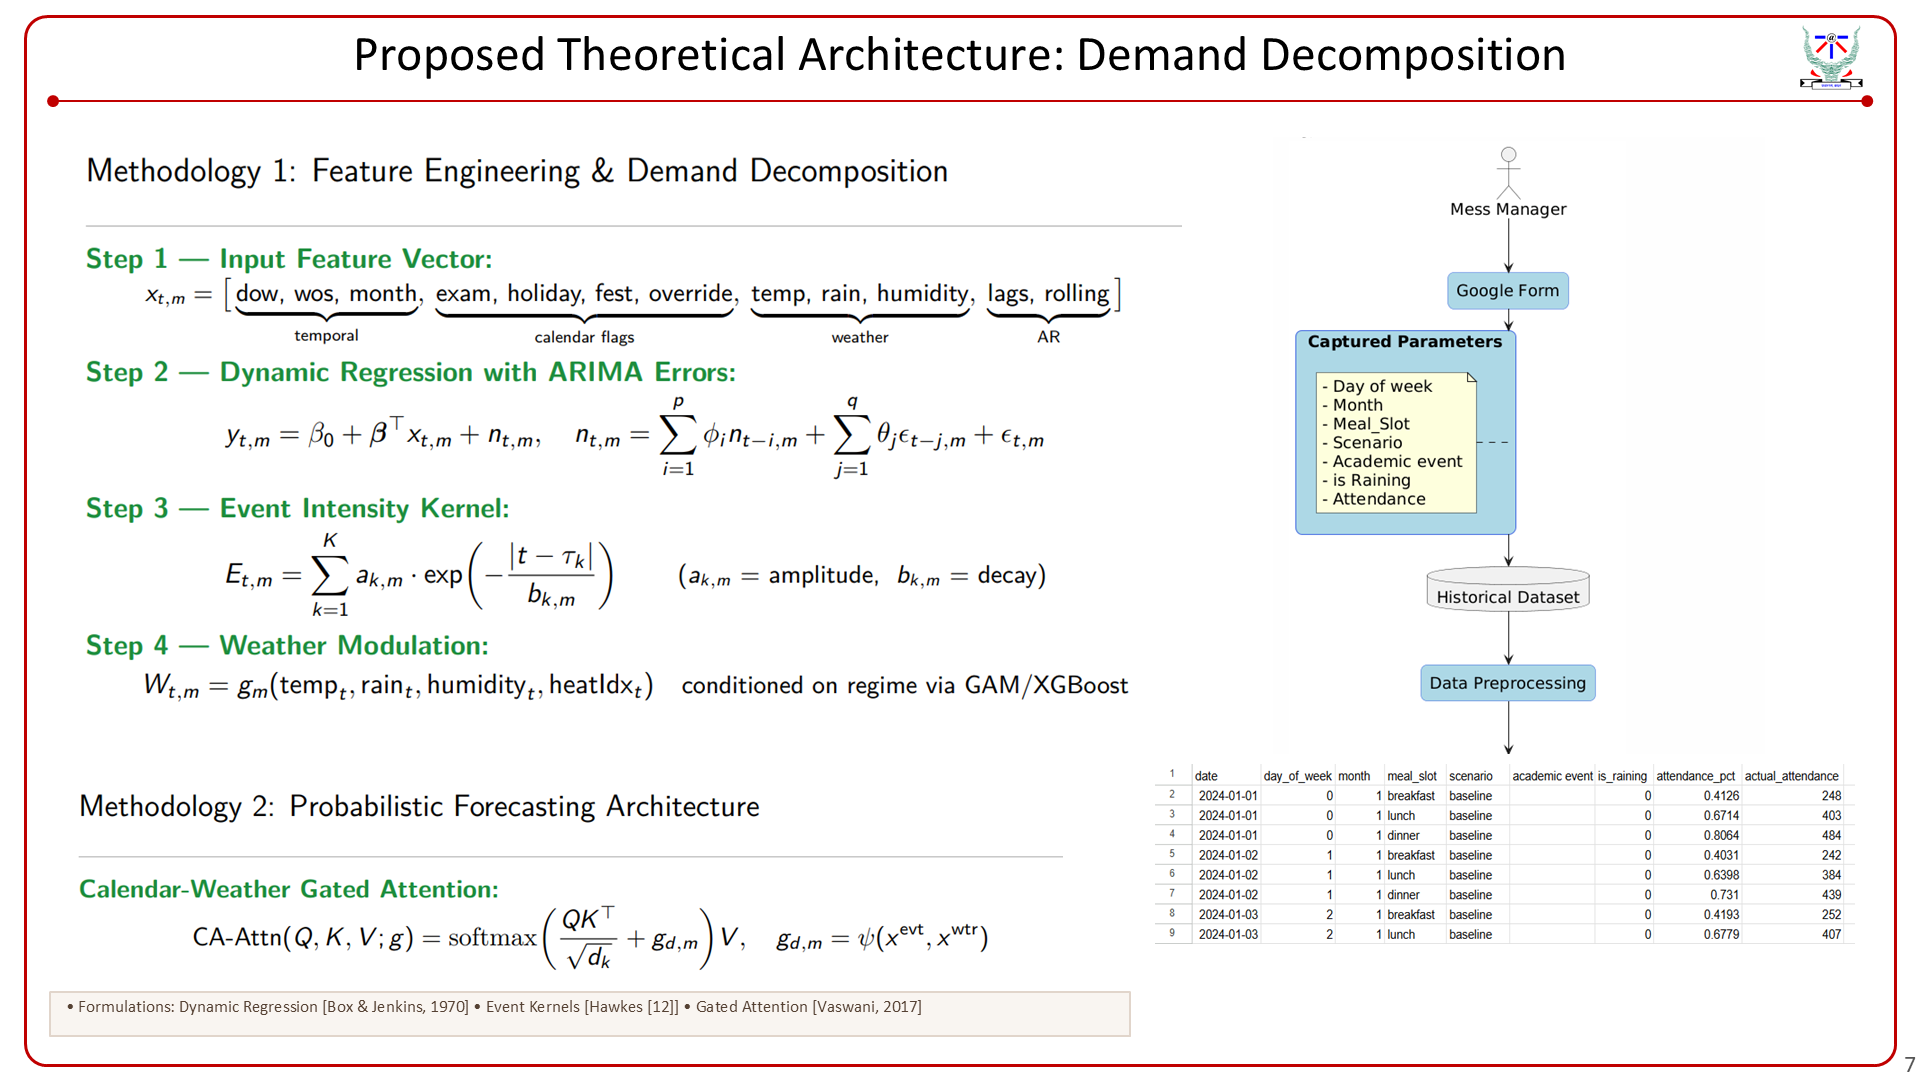 Proposed Theoretical Architecture: Demand Decomposition
Methodology 1: Feature Engineering & Demand Decomposition
Step 1 — Input Feature Vector:
x_{t,m} = [dow, wos, month, exam, holiday, fest, override, temp, rain, humidity, lags, rolling]
temporal calendar flags weather AR
Step 2 — Dynamic Regression with ARIMA Errors:
y_{t,m} = β_0 + β^⊤ x_{t,m} + n_{t,m}, n_{t,m} = ∑_{i=1}^{p} ϕ_i n_{t−i,m} + ∑_{j=1}^{q} θ_j ϵ_{t−j,m} + ϵ_{t,m}
Step 3 — Event Intensity Kernel:
E_{t,m} = ∑_{k=1}^{K} a_{k,m} · exp(−|t − τ_k| / b_{k,m}) (a_{k,m} = amplitude, b_{k,m} = decay)
Step 4 — Weather Modulation:
W_{t,m} = g_m(temp_t, rain_t, humidity_t, heatIdx_t) conditioned on regime via GAM/XGBoost
Methodology 2: Probabilistic Forecasting Architecture
Calendar-Weather Gated Attention:
CA-Attn(Q, K, V; g) = softmax(QK^⊤ / √d_k + g_{d,m}) V, g_{d,m} = ψ(x^{evt}, x^{wtr})
• Formulations: Dynamic Regression [Box & Jenkins, 1970] • Event Kernels [Hawkes [12]] • Gated Attention [Vaswani, 2017]
Mess Manager
Google Form
Captured Parameters
- Day of week
- Month
- Meal_Slot
- Scenario
- Academic event
- is Raining
- Attendance
Historical Dataset
Data Preprocessing
1 date day_of_week month meal_slot scenario academic event is_raining attendance_pct actual_attendance
2 2024-01-01 0 1 breakfast baseline 0 0.4126 248
3 2024-01-01 0 1 lunch baseline 0 0.6714 403
4 2024-01-01 0 1 dinner baseline 0 0.8064 484
5 2024-01-02 1 1 breakfast baseline 0 0.4031 242
6 2024-01-02 1 1 lunch baseline 0 0.6398 384
7 2024-01-02 1 1 dinner baseline 0 0.731 439
8 2024-01-03 2 1 breakfast baseline 0 0.4193 252
9 2024-01-03 2 1 lunch baseline 0 0.6779 407
7